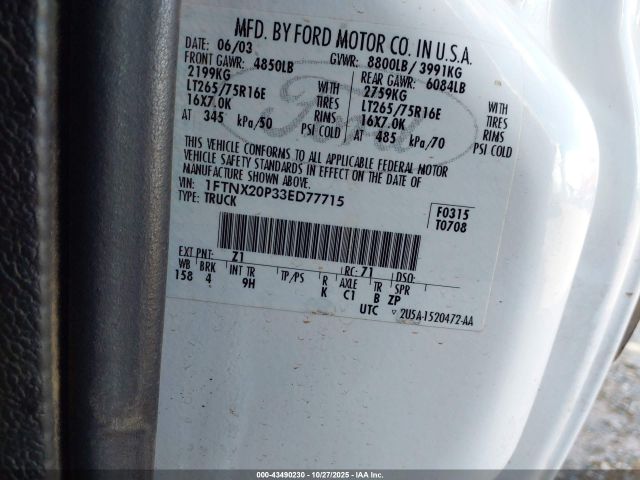 MFD. BY FORD MOTOR CO. IN U.S.A.
DATE: 06/03 GVWR: 8800LB/ 3991KG
FRONT GAWR: 4850LB REAR GAWR: 6084LB
2199KG 2759KG
LT265/75R16E WITH TIRES LT265/75R16E WITH TIRES
16X7.0K RIMS 16X7.0K RIMS
AT 345 kPa/50 PSI COLD AT 485 kPa/70 PSI COLD
Ford
THIS VEHICLE CONFORMS TO ALL APPLICABLE FEDERAL MOTOR
VEHICLE SAFETY STANDARDS IN EFFECT ON THE DATE OF
MANUFACTURE SHOWN ABOVE.
VIN: 1FTNX20P33ED77715
TYPE: TRUCK
F0315
T0708
EXT PNT: Z1 RC: 71 DSO:
WB BRK INT TR TP/PS R AXLE TR SPR
158 4 9H K C1 B ZP
UTC ▽ 2U5A-1520472-AA
000-43490230 - 10/27/2025 - IAAI.COM